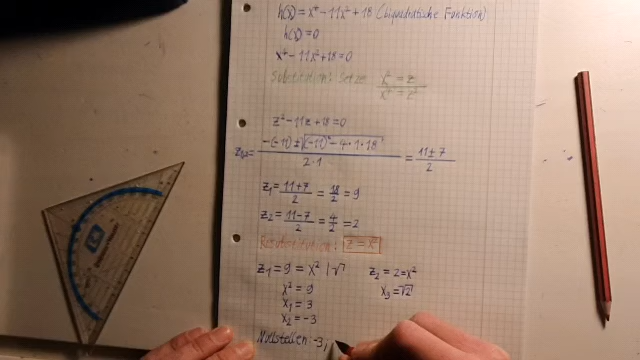 h(x) = x⁴ - 11x² + 18 (biquadratische Funktion)
h(x) = 0
x⁴ - 11x² + 18 = 0
Substitution: Setze x² = z
x⁴ = z²
z² - 11z + 18 = 0
z₁,₂ = (-(-11) ± √((-11)² - 4·1·18)) / (2·1) = (11 ± 7) / 2
z₁ = (11+7)/2 = 18/2 = 9
z₂ = (11-7)/2 = 4/2 = 2
Resubstitution: z = x²
z₁ = 9 = x² | √
z₂ = 2 = x²
x² = 9
x₃ = √2
x₁ = 3
x₂ = -3
Nullstellen: -3;